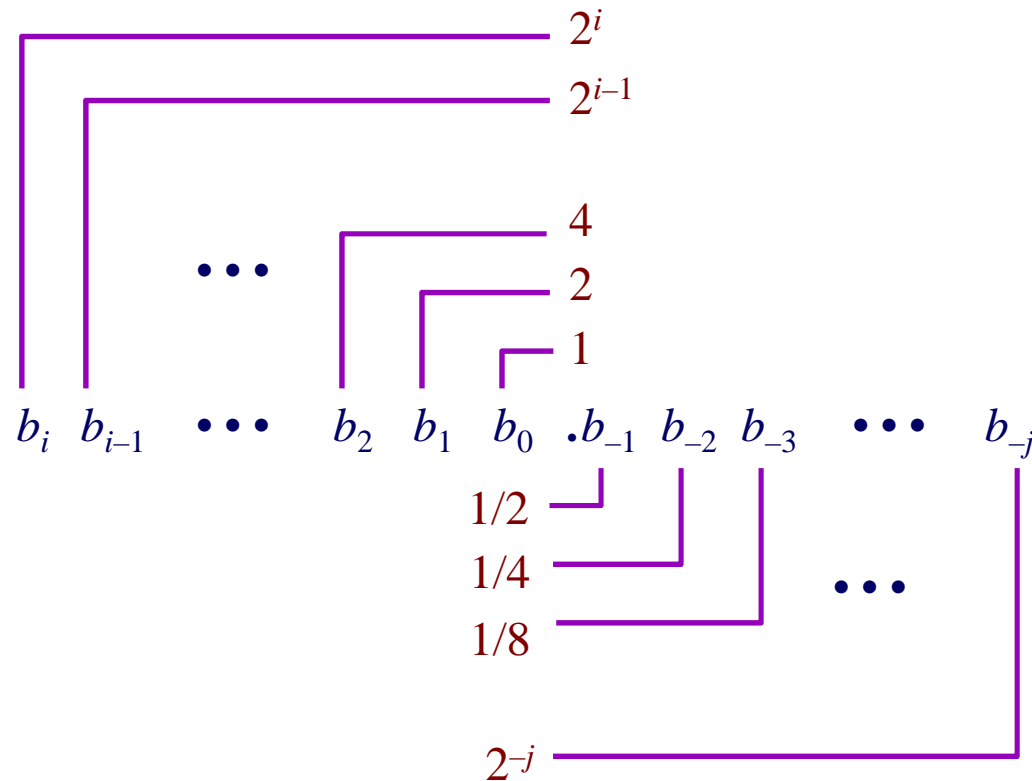 2^i
2^{i–1}
4
2
1
b_i b_{i–1} ••• b_2 b_1 b_0 .b_{–1} b_{–2} b_{–3} ••• b_{–j}
1/2
1/4
1/8
2^{–j}